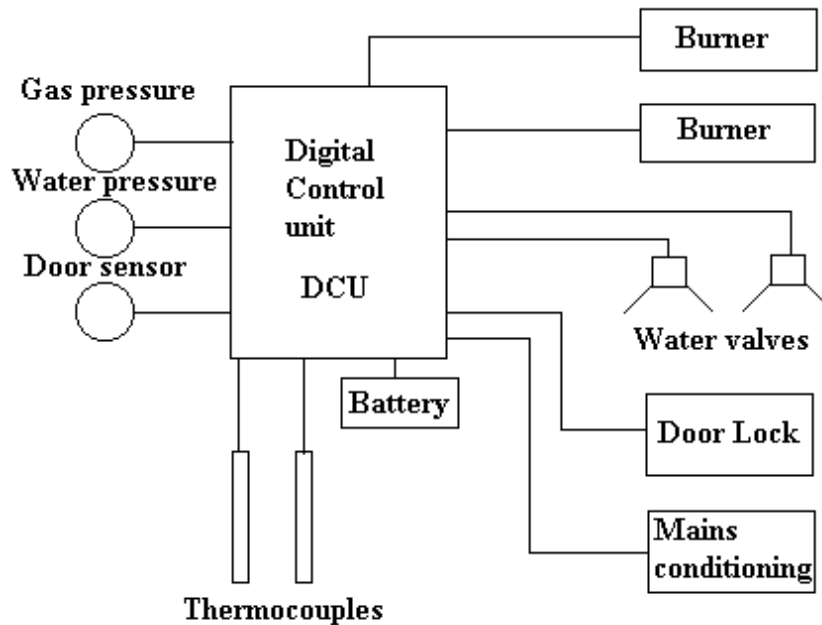 Burner
Gas pressure
Burner
Digital
Control
unit
DCU
Water pressure
Door sensor
Water valves
Battery
Door Lock
Mains
conditioning
Thermocouples